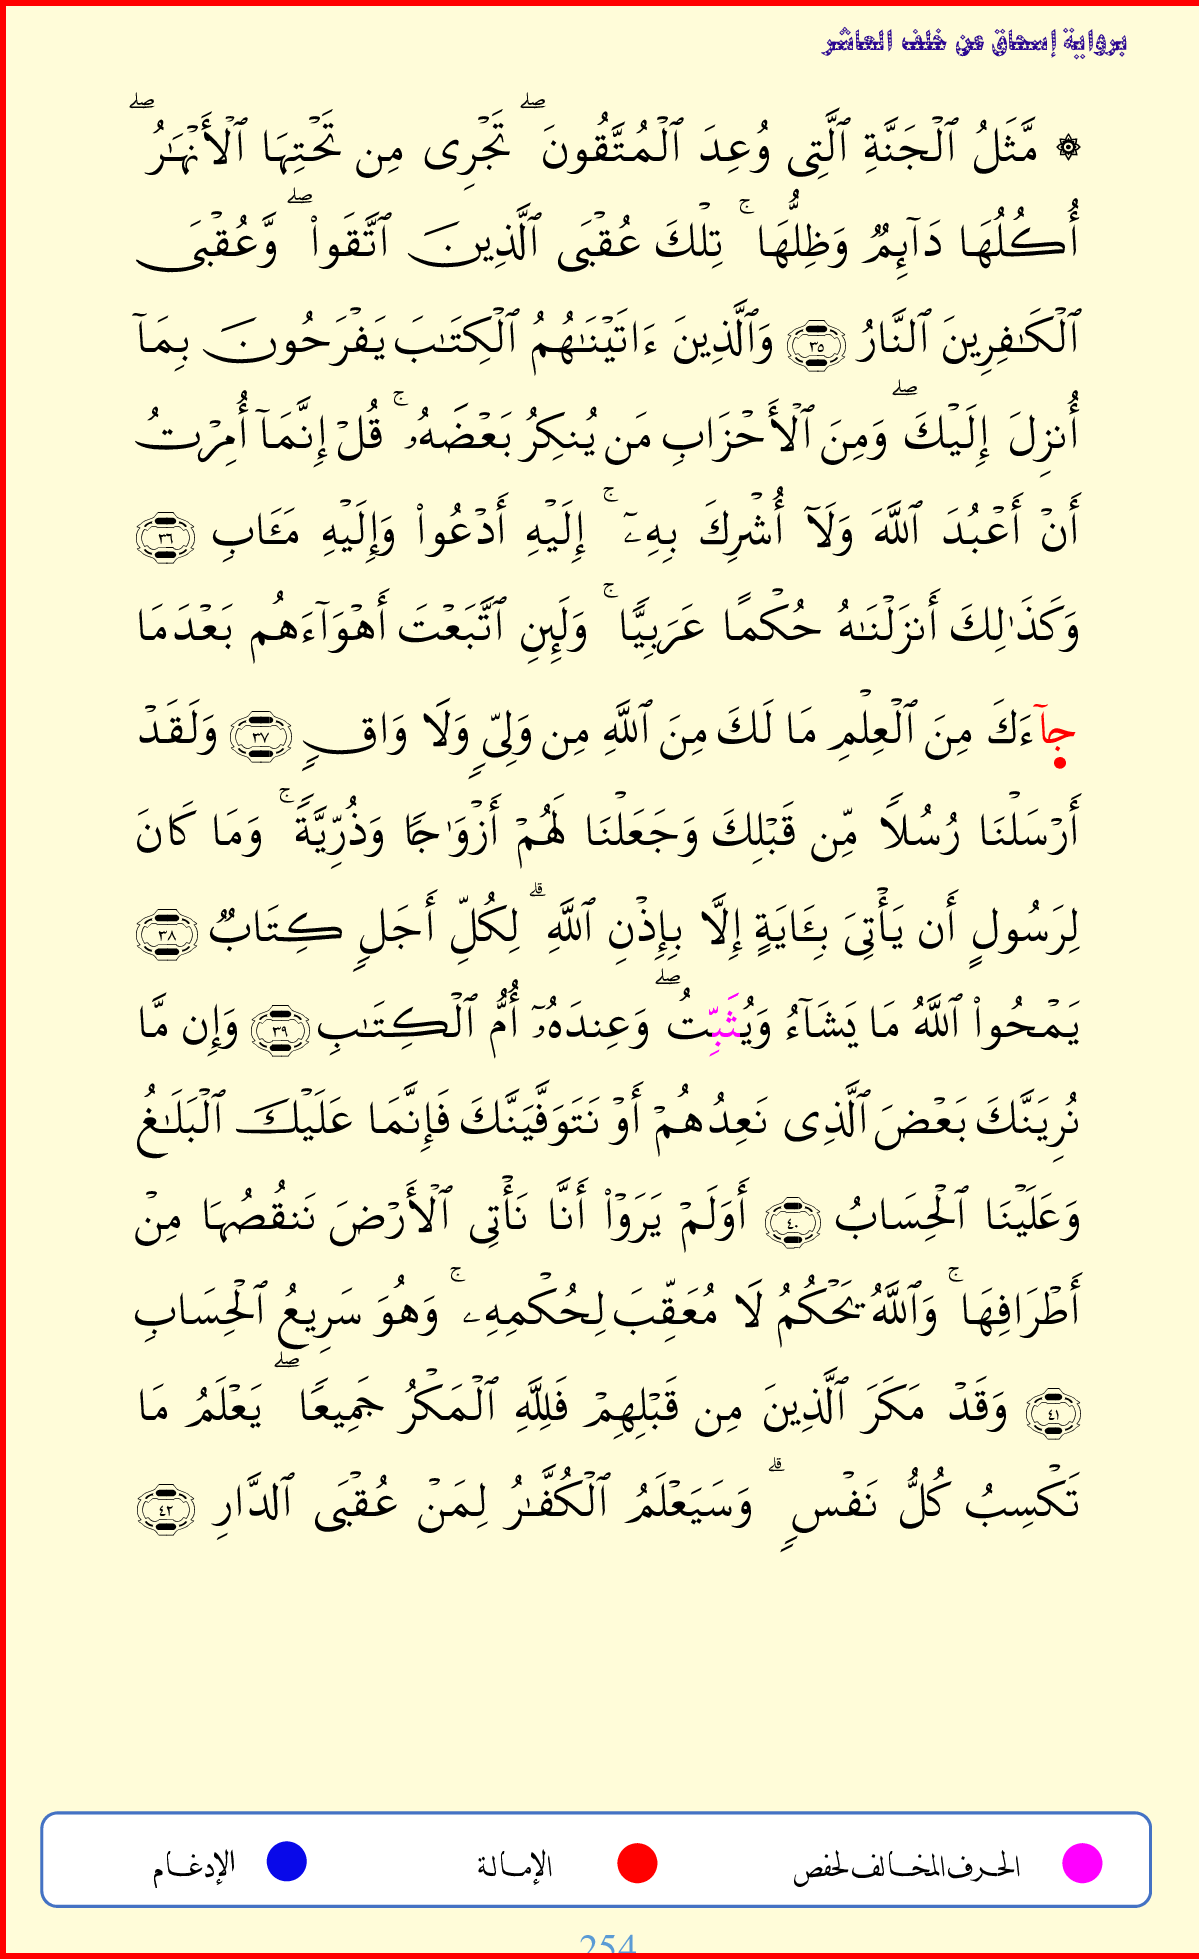 برواية إسحاق عن خلف العاشر
۞ مَّثَلُ ٱلْجَنَّةِ ٱلَّتِى وُعِدَ ٱلْمُتَّقُونَ ۖ تَجْرِى مِن تَحْتِهَا ٱلْأَنْهَـٰرُ ۖ
أُكُلُهَا دَآئِمٌ وَظِلُّهَا ۚ تِلْكَ عُقْبَى ٱلَّذِينَ ٱتَّقَوا۟ ۖ وَّعُقْبَى
ٱلْكَـٰفِرِينَ ٱلنَّارُ ٣٥ وَٱلَّذِينَ ءَاتَيْنَـٰهُمُ ٱلْكِتَـٰبَ يَفْرَحُونَ بِمَآ
أُنزِلَ إِلَيْكَ ۖ وَمِنَ ٱلْأَحْزَابِ مَن يُنكِرُ بَعْضَهُۥ ۚ قُلْ إِنَّمَآ أُمِرْتُ
أَنْ أَعْبُدَ ٱللَّهَ وَلَآ أُشْرِكَ بِهِۦٓ ۚ إِلَيْهِ أَدْعُوا۟ وَإِلَيْهِ مَـَٔابِ ٣٦
وَكَذَٰلِكَ أَنزَلْنَـٰهُ حُكْمًا عَرَبِيًّا ۚ وَلَئِنِ ٱتَّبَعْتَ أَهْوَآءَهُم بَعْدَمَا
جَآءَكَ مِنَ ٱلْعِلْمِ مَا لَكَ مِنَ ٱللَّهِ مِن وَلِىٍّ وَلَا وَاقٍ ٣٧ وَلَقَدْ
أَرْسَلْنَا رُسُلًا مِّن قَبْلِكَ وَجَعَلْنَا لَهُمْ أَزْوَٰجًا وَذُرِّيَّةً ۚ وَمَا كَانَ
لِرَسُولٍ أَن يَأْتِىَ بِـَٔايَةٍ إِلَّا بِإِذْنِ ٱللَّهِ ۗ لِكُلِّ أَجَلٍ كِتَابٌ ٣٨
يَمْحُوا۟ ٱللَّهُ مَا يَشَآءُ وَيُثَبِّتُ ۖ وَعِندَهُۥٓ أُمُّ ٱلْكِتَـٰبِ ٣٩ وَإِن مَّا
نُرِيَنَّكَ بَعْضَ ٱلَّذِى نَعِدُهُمْ أَوْ نَتَوَفَّيَنَّكَ فَإِنَّمَا عَلَيْكَ ٱلْبَلَـٰغُ
وَعَلَيْنَا ٱلْحِسَابُ ٤٠ أَوَلَمْ يَرَوْا۟ أَنَّا نَأْتِى ٱلْأَرْضَ نَنقُصُهَا مِنْ
أَطْرَافِهَا ۚ وَٱللَّهُ يَحْكُمُ لَا مُعَقِّبَ لِحُكْمِهِۦ ۚ وَهُوَ سَرِيعُ ٱلْحِسَابِ
٤١ وَقَدْ مَكَرَ ٱلَّذِينَ مِن قَبْلِهِمْ فَلِلَّهِ ٱلْمَكْرُ جَمِيعًا ۖ يَعْلَمُ مَا
تَكْسِبُ كُلُّ نَفْسٍ ۗ وَسَيَعْلَمُ ٱلْكُفَّـٰرُ لِمَنْ عُقْبَى ٱلدَّارِ ٤٢
الحرف المخالف لحفص الإمالة الإدغام
254